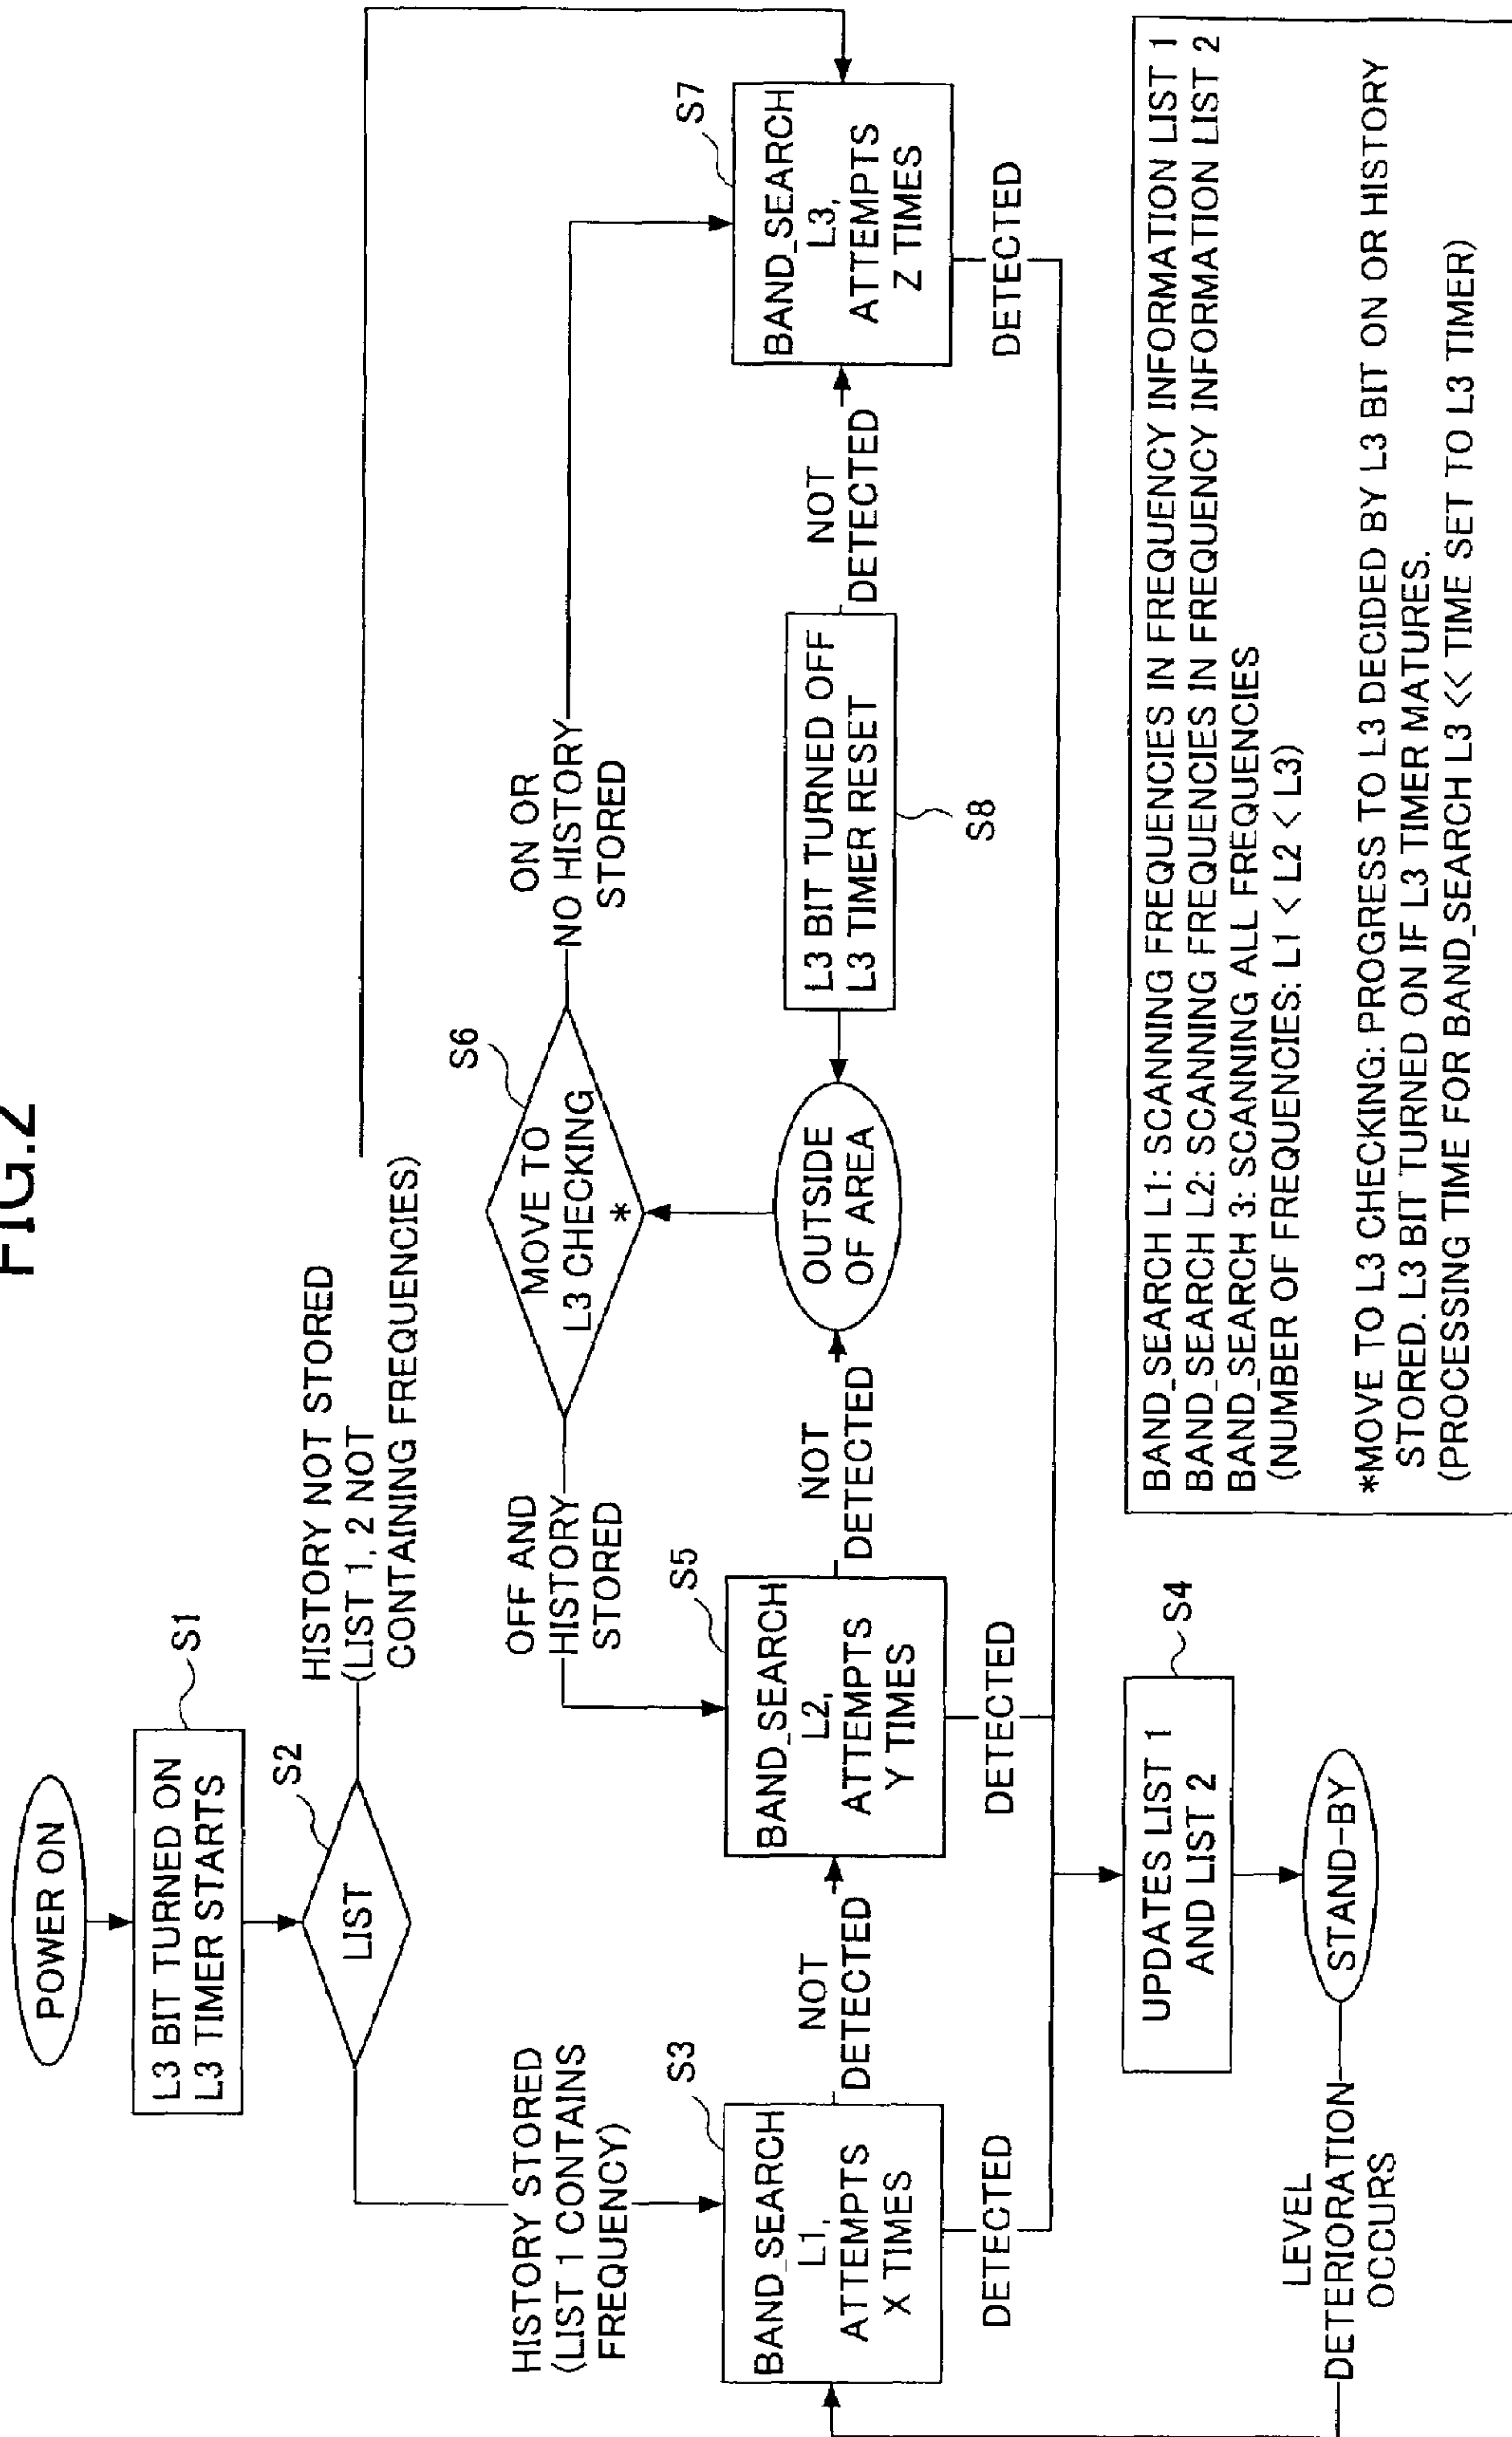 FIG.2
POWER ON
L3 BIT TURNED ON
L3 TIMER STARTS
S1
LIST
S2
HISTORY NOT STORED
(LIST 1, 2 NOT
CONTAINING FREQUENCIES)
HISTORY STORED
(LIST 1 CONTAINS
FREQUENCY)
OFF AND
HISTORY
STORED
MOVE TO
L3 CHECKING
*
S6
ON OR
NO HISTORY
STORED
BAND_SEARCH
L1,
ATTEMPTS
X TIMES
S3
NOT
DETECTED
BAND_SEARCH
L2,
ATTEMPTS
Y TIMES
S5
NOT
DETECTED
OUTSIDE
OF AREA
L3 BIT TURNED OFF
L3 TIMER RESET
S8
NOT
DETECTED
BAND_SEARCH
L3,
ATTEMPTS
Z TIMES
S7
DETECTED
DETECTED
DETECTED
UPDATES LIST 1
AND LIST 2
S4
STAND-BY
LEVEL
DETERIORATION
OCCURS
BAND_SEARCH L1: SCANNING FREQUENCIES IN FREQUENCY INFORMATION LIST 1
BAND_SEARCH L2: SCANNING FREQUENCIES IN FREQUENCY INFORMATION LIST 2
BAND_SEARCH 3: SCANNING ALL FREQUENCIES
(NUMBER OF FREQUENCIES: L1 < L2 < L3)
*MOVE TO L3 CHECKING: PROGRESS TO L3 DECIDED BY L3 BIT ON OR HISTORY
STORED. L3 BIT TURNED ON IF L3 TIMER MATURES.
(PROCESSING TIME FOR BAND_SEARCH L3 << TIME SET TO L3 TIMER)